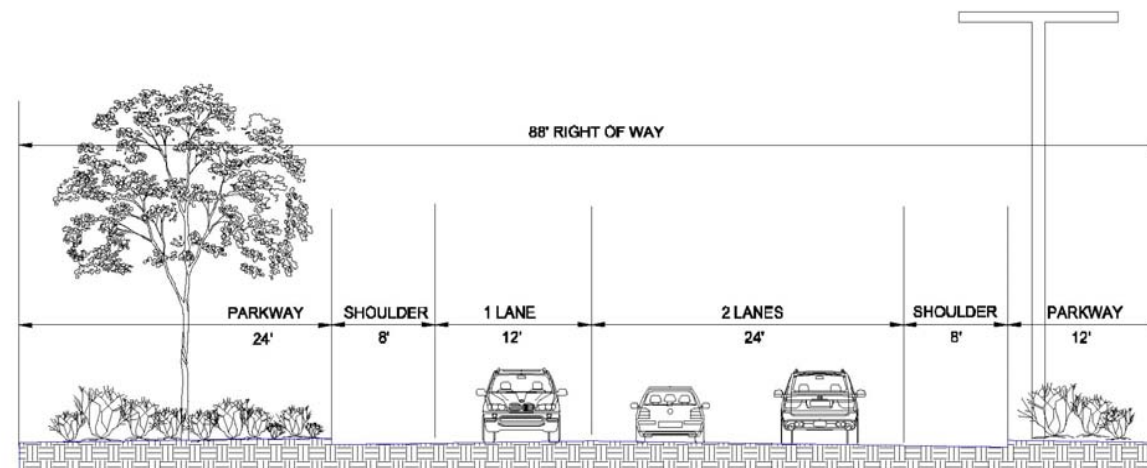 88' RIGHT OF WAY
PARKWAY
24'
SHOULDER
8'
1 LANE
12'
2 LANES
24'
SHOULDER
8'
PARKWAY
12'